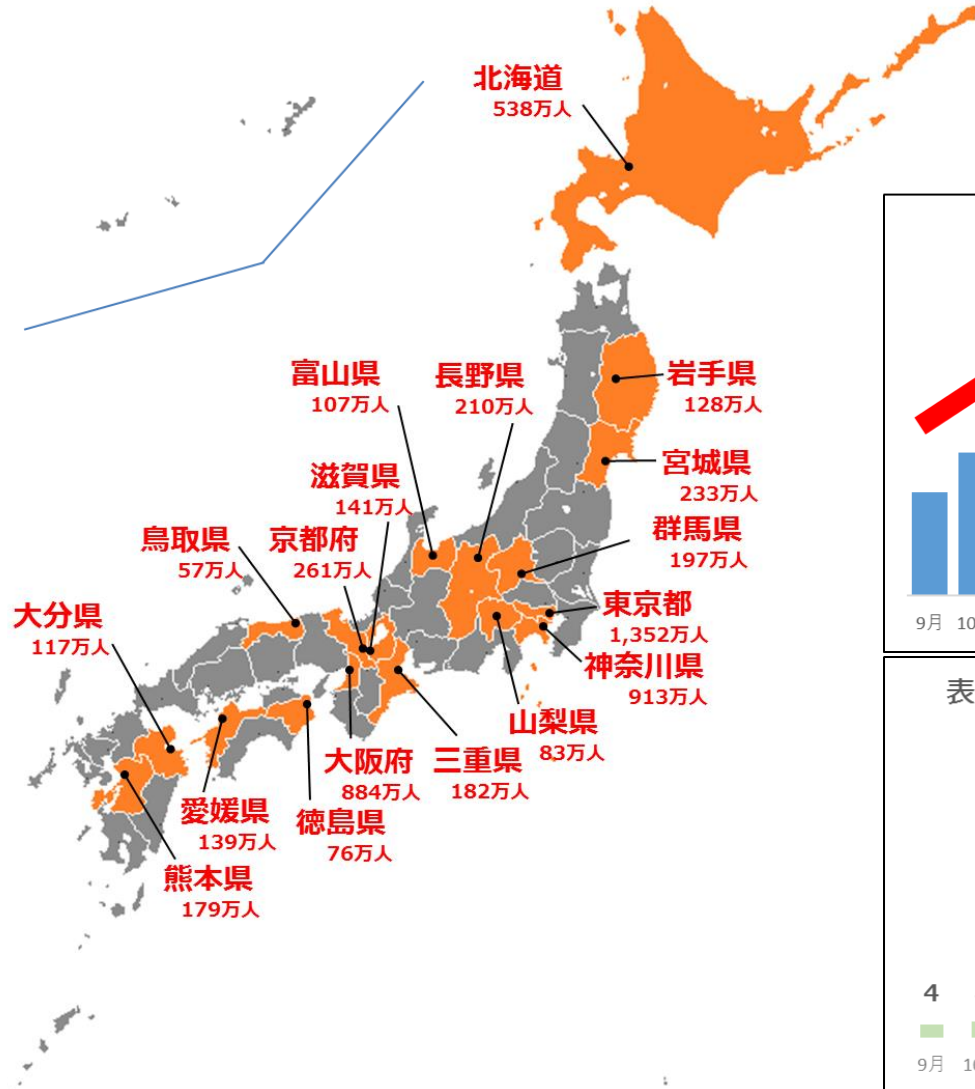 北海道
538万人
富山県
107万人
長野県
210万人
岩手県
128万人
滋賀県
141万人
宮城県
233万人
鳥取県
57万人
京都府
261万人
群馬県
197万人
大分県
117万人
東京都
1,352万人
神奈川県
913万人
山梨県
83万人
大阪府
884万人
三重県
182万人
愛媛県
139万人
徳島県
76万人
熊本県
179万人
9月 10
表
4
9月 10